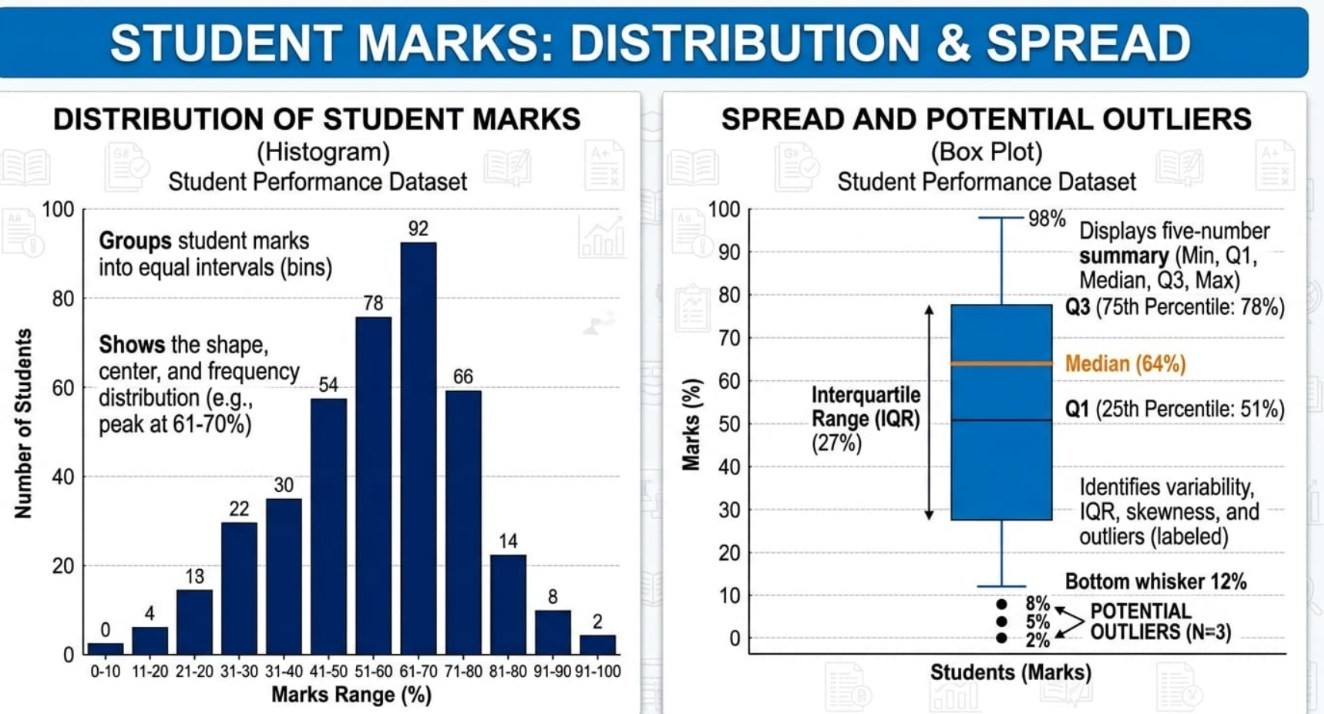 STUDENT MARKS: DISTRIBUTION & SPREAD
DISTRIBUTION OF STUDENT MARKS
(Histogram)
Student Performance Dataset
Groups student marks
into equal intervals (bins)
Shows the shape,
center, and frequency
distribution (e.g.,
peak at 61-70%)
Number of Students
100
80
60
40
20
0
0
4
13
22
30
54
78
92
66
14
8
2
0-10 11-20 21-20 31-30 31-40 41-50 51-60 61-70 71-80 81-80 91-90 91-100
Marks Range (%)
SPREAD AND POTENTIAL OUTLIERS
(Box Plot)
Student Performance Dataset
Marks (%)
100
90
80
70
60
50
40
30
20
10
0
98%
Displays five-number
summary (Min, Q1,
Median, Q3, Max)
Q3 (75th Percentile: 78%)
Median (64%)
Interquartile
Range (IQR)
(27%)
Q1 (25th Percentile: 51%)
Identifies variability,
IQR, skewness, and
outliers (labeled)
Bottom whisker 12%
8%
5%
2%
POTENTIAL
OUTLIERS (N=3)
Students (Marks)